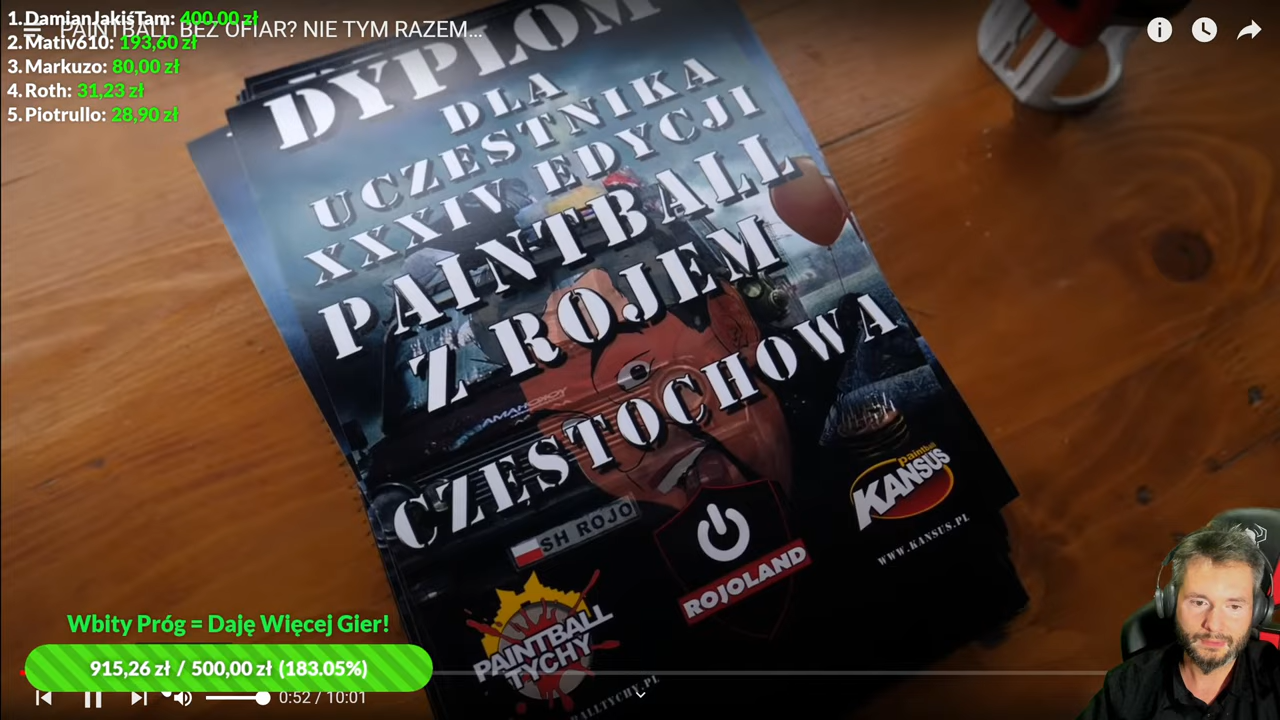 PAINTBALL BEZ OFIAR? NIE TYM RAZEM...
1.DamianJakiśTam: 400,00 zł
2.Mativ610: 193,60 zł
3.Markuzo: 80,00 zł
4.Roth: 31,23 zł
5.Piotrullo: 28,90 zł
DYPLOM
DLA
UCZESTNIKA
XXXIV EDYCJI
PAINTBALL
Z ROJEM
CZĘSTOCHOWA
SH ROJO
paintball
KANSUS
WWW.KANSUS.PL
ROJOLAND
PAINTBALL
TYCHY
Wbity Próg = Daję Więcej Gier!
915,26 zł / 500,00 zł (183.05%)
0:52 / 10:01